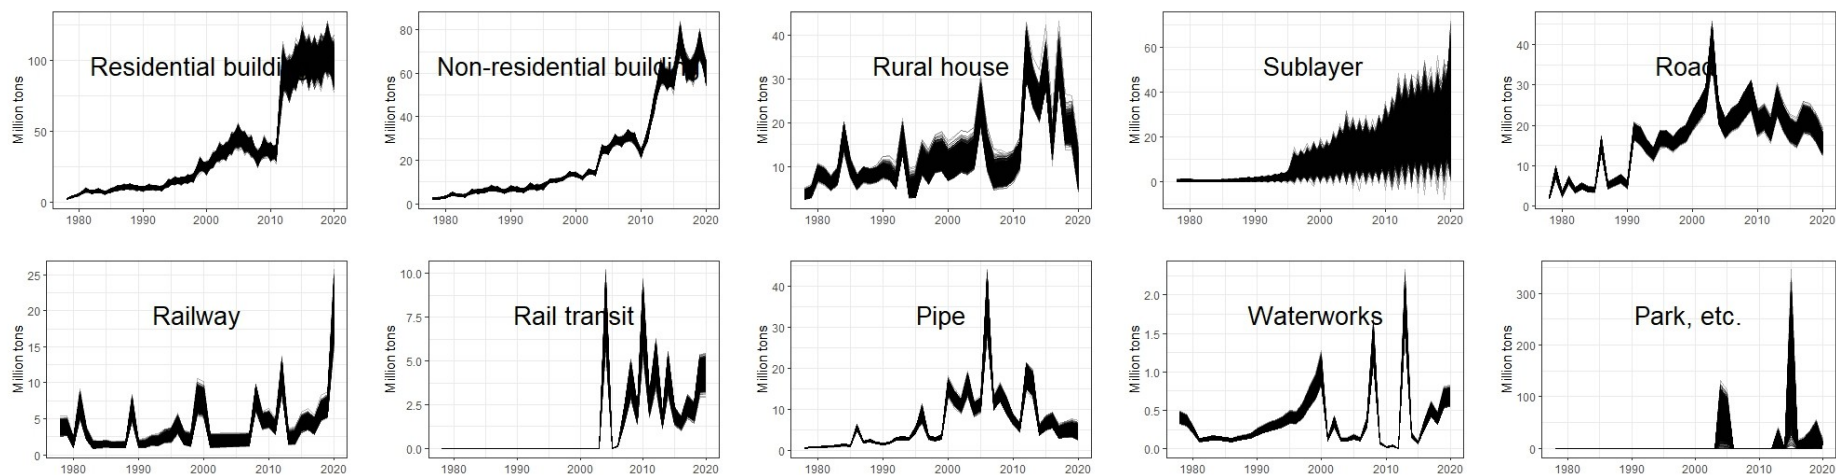 Residential buildi
Million tons
100
50
0
1980 1990 2000 2010 2020
Non-residential building
Million tons
80
60
40
20
0
1980 1990 2000 2010 2020
Rural house
Million tons
40
30
20
10
1980 1990 2000 2010 2020
Sublayer
Million tons
60
40
20
0
1980 1990 2000 2010 2020
Road
Million tons
40
30
20
10
0
1980 1990 2000 2010 2020
Railway
Million tons
25
20
15
10
5
0
1980 1990 2000 2010 2020
Rail transit
Million tons
10.0
7.5
5.0
2.5
0.0
1980 1990 2000 2010 2020
Pipe
Million tons
40
30
20
10
0
1980 1990 2000 2010 2020
Waterworks
Million tons
2.0
1.5
1.0
0.5
0.0
1980 1990 2000 2010 2020
Park, etc.
Million tons
300
200
100
0
1980 1990 2000 2010 2020